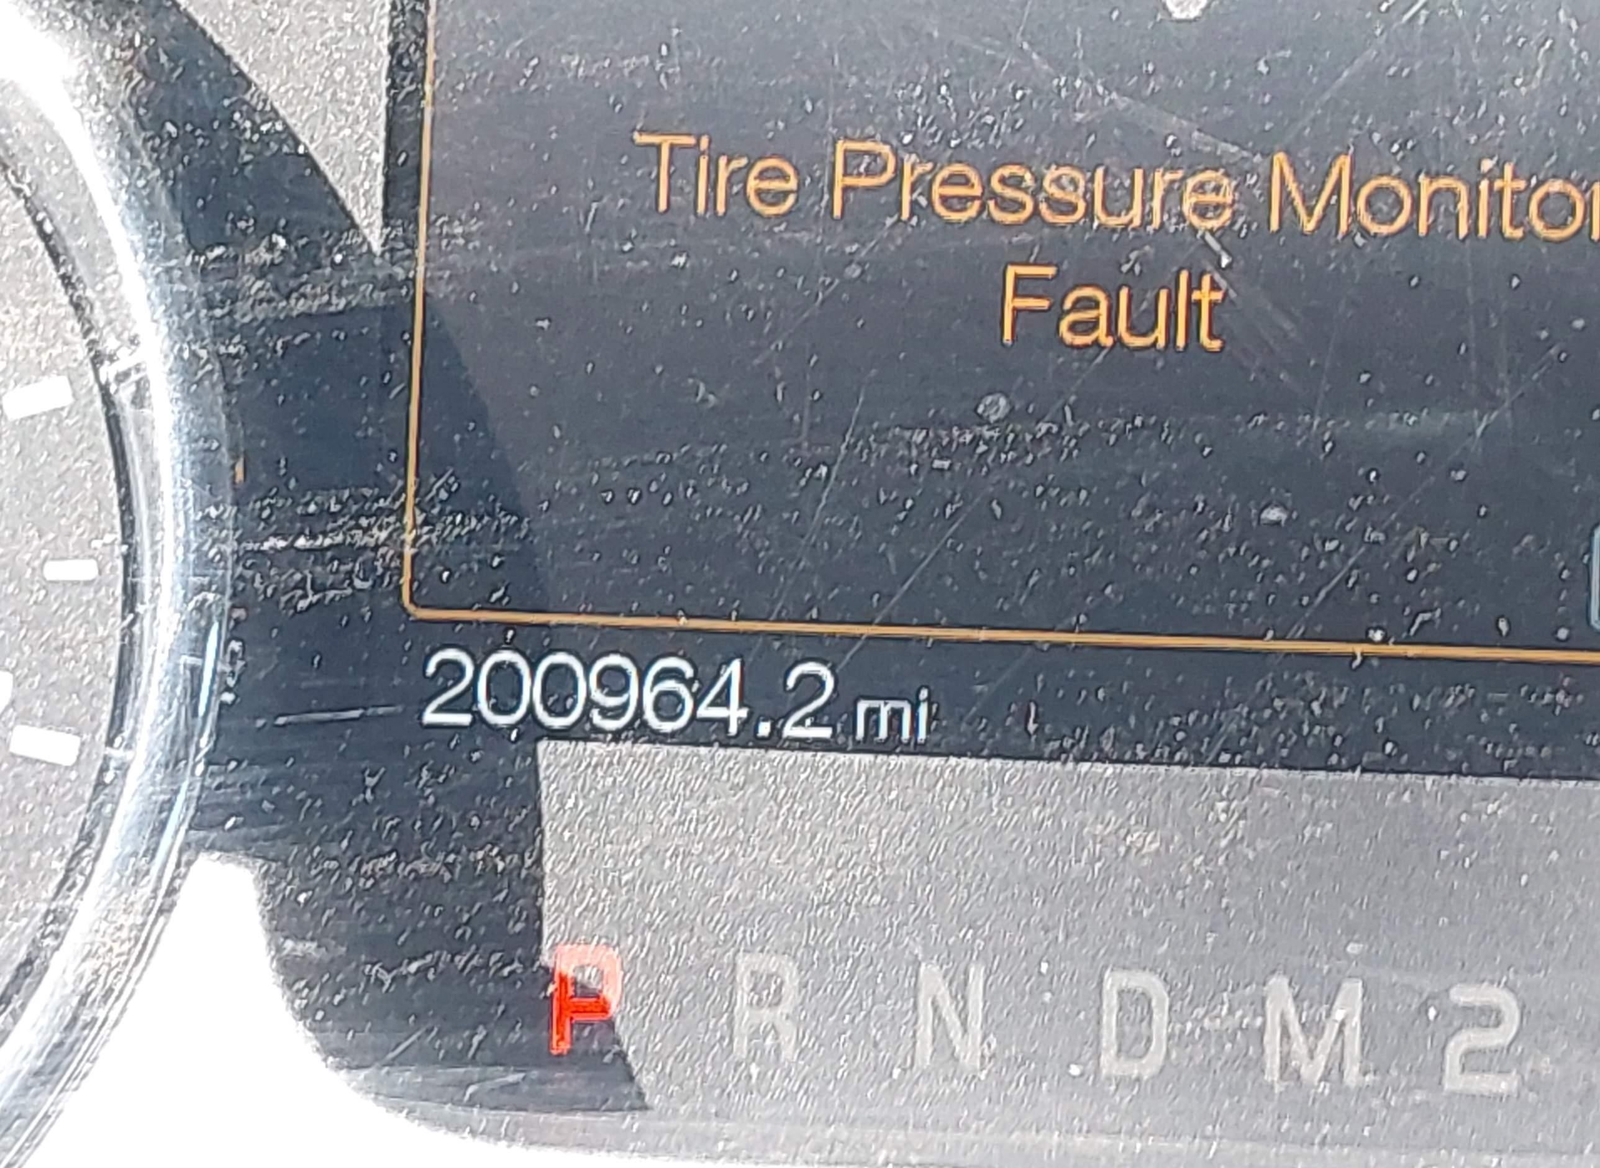 Tire Pressure Monitor
Fault
200964.2 mi
P R N D M 2